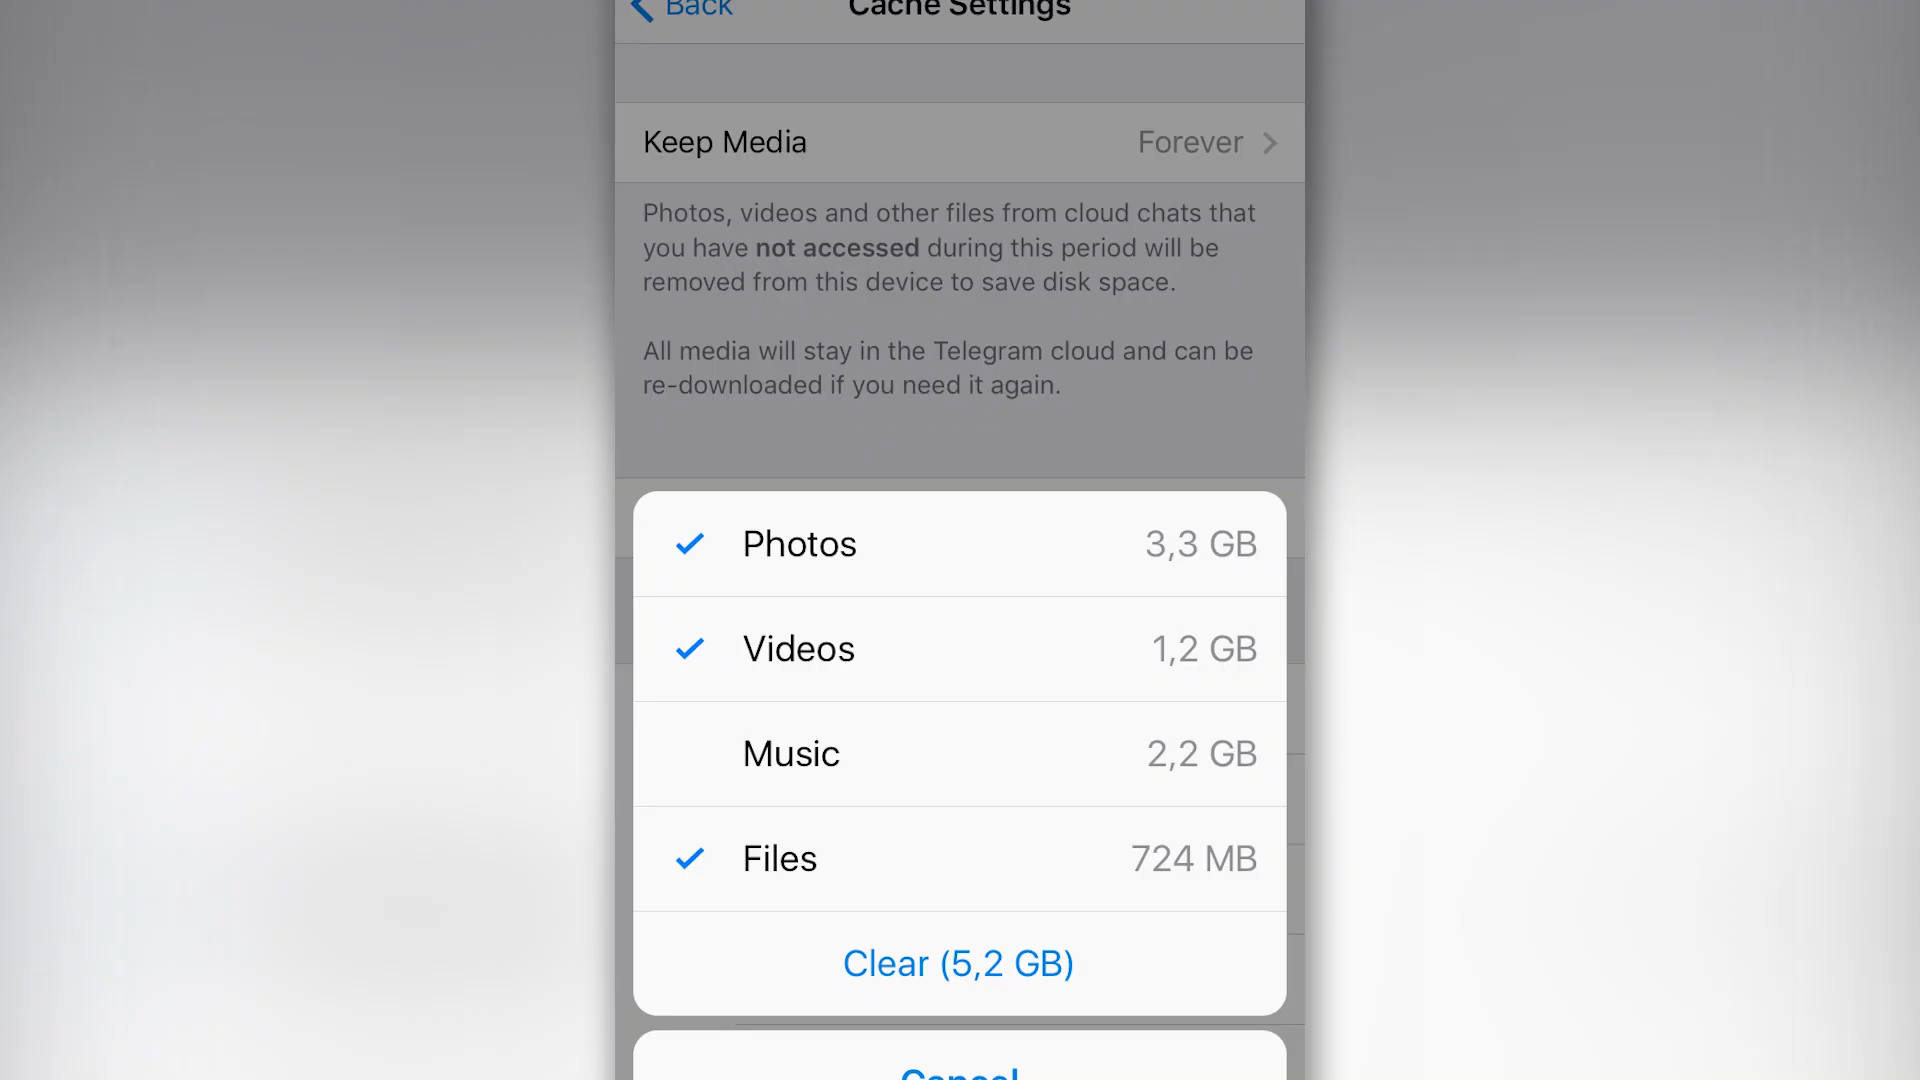 Back
Cache Settings
Keep Media
Forever
Photos, videos and other files from cloud chats that
you have not accessed during this period will be
removed from this device to save disk space.
All media will stay in the Telegram cloud and can be
re-downloaded if you need it again.
Photos 3,3 GB
Videos 1,2 GB
Music 2,2 GB
Files 724 MB
Clear (5,2 GB)
Cancel